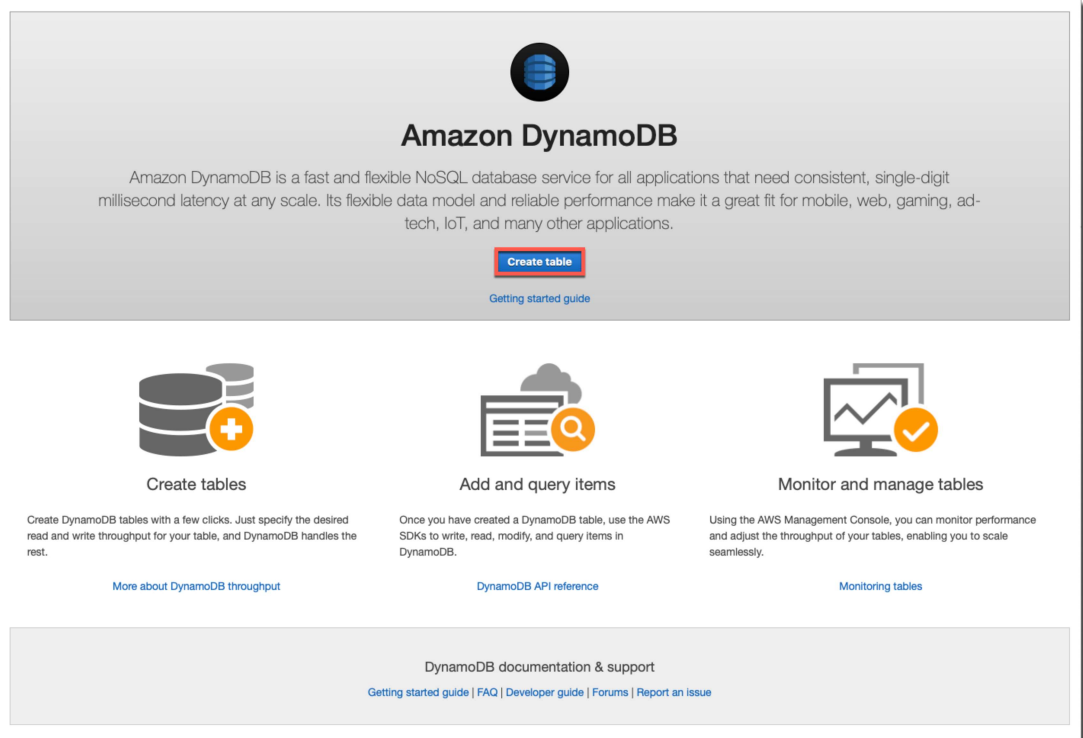 Amazon DynamoDB
Amazon DynamoDB is a fast and flexible NoSQL database service for all applications that need consistent, single-digit
millisecond latency at any scale. Its flexible data model and reliable performance make it a great fit for mobile, web, gaming, ad-
tech, IoT, and many other applications.
Create table
Getting started guide
Create tables
Create DynamoDB tables with a few clicks. Just specify the desired
read and write throughput for your table, and DynamoDB handles the
rest.
More about DynamoDB throughput
Add and query items
Once you have created a DynamoDB table, use the AWS
SDKs to write, read, modify, and query items in
DynamoDB.
DynamoDB API reference
Monitor and manage tables
Using the AWS Management Console, you can monitor performance
and adjust the throughput of your tables, enabling you to scale
seamlessly.
Monitoring tables
DynamoDB documentation & support
Getting started guide | FAQ | Developer guide | Forums | Report an issue